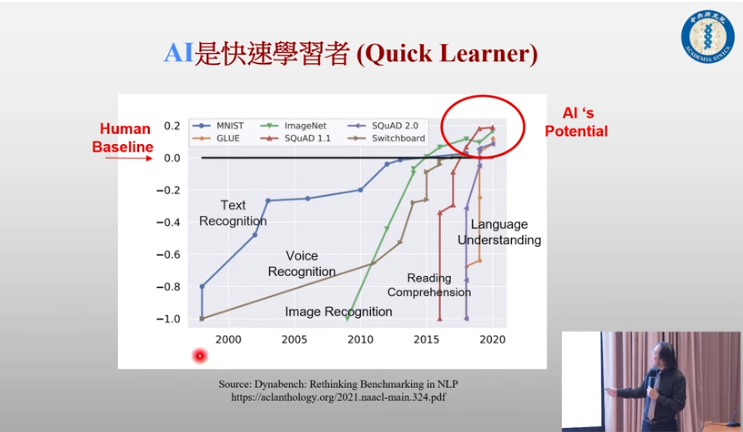 AI是快速學習者 (Quick Learner)
中央研究院
ACADEMIA SINICA
Human
Baseline
AI ‘s
Potential
0.2
0.0
−0.2
−0.4
−0.6
−0.8
−1.0
MNIST
GLUE
ImageNet
SQuAD 1.1
SQuAD 2.0
Switchboard
Text
Recognition
Voice
Recognition
Image Recognition
Reading
Comprehension
Language
Understanding
2000
2005
2010
2015
2020
Source: Dynabench: Rethinking Benchmarking in NLP
https://aclanthology.org/2021.naacl-main.324.pdf